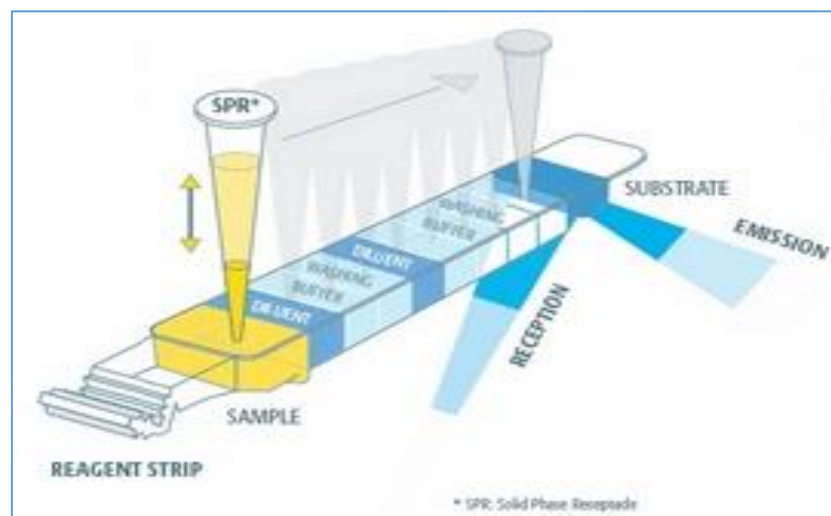 SPR*
WASHING
BUFFER
DILUENT
WASHING
BUFFER
DILUENT
SUBSTRATE
EMISSION
RECEPTION
SAMPLE
REAGENT STRIP
* SPR: Solid Phase Receptacle